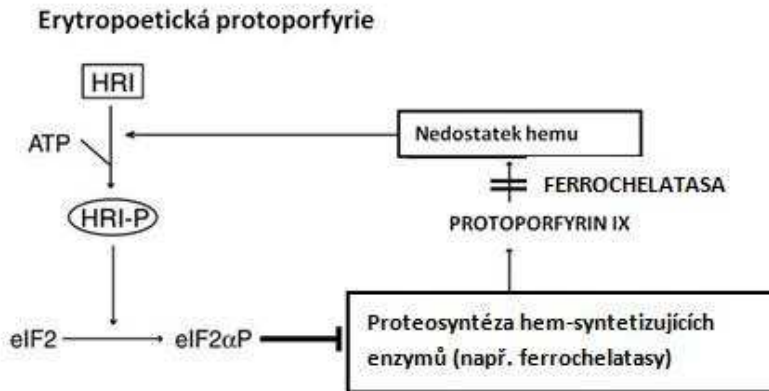 Erytropoetická protoporfyrie
HRI
Nedostatek hemu
ATP
FERROCHELATASA
HRI-P
PROTOPORFYRIN IX
eIF2
eIF2αP
Proteosyntéza hem-syntetizujících
enzymů (např. ferrochelatasy)